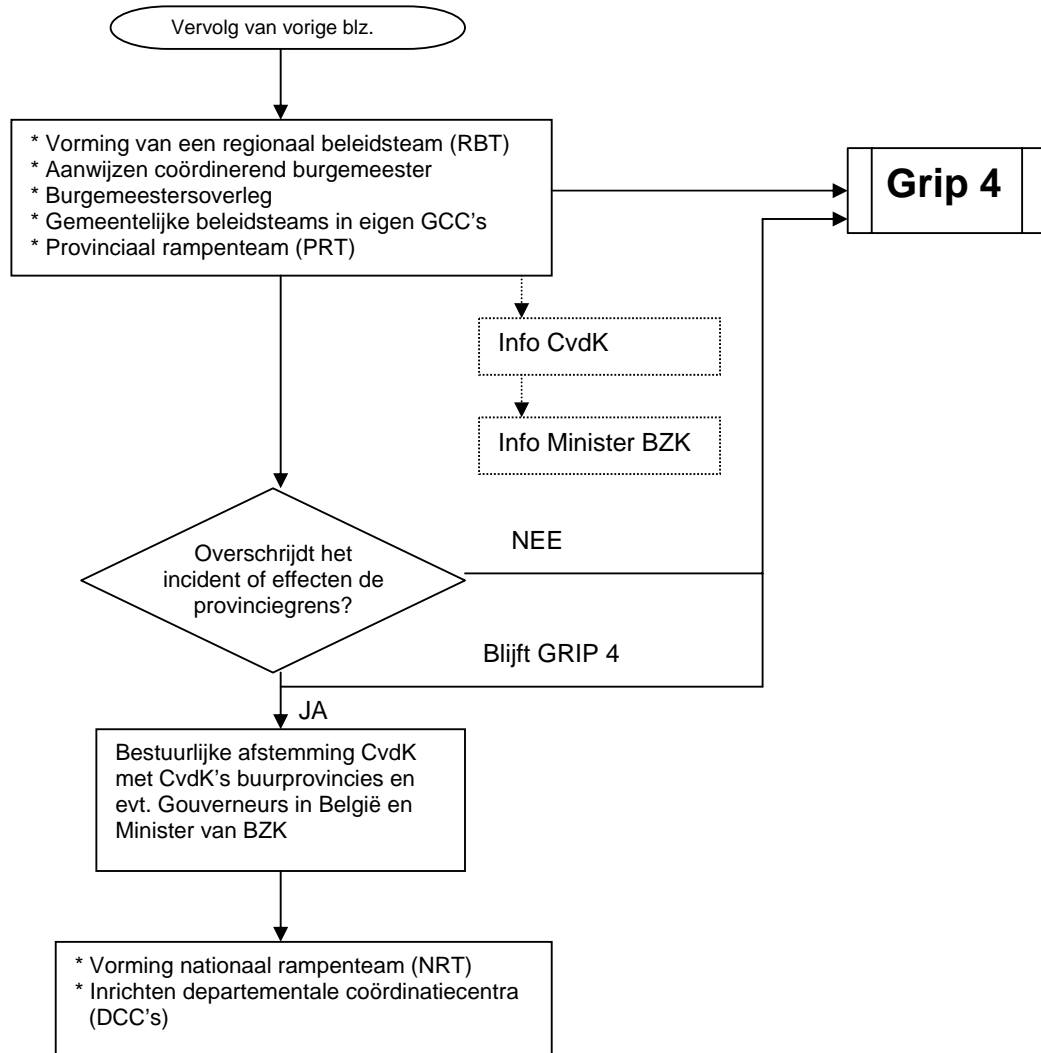 Vervolg van vorige blz.
* Vorming van een regionaal beleidsteam (RBT)
* Aanwijzen coördinerend burgemeester
* Burgemeestersoverleg
* Gemeentelijke beleidsteams in eigen GCC's
* Provinciaal rampenteam (PRT)
Grip 4
Info CvdK
Info Minister BZK
Overschrijdt het
incident of effecten de
provinciegrens?
NEE
Blijft GRIP 4
JA
Bestuurlijke afstemming CvdK
met CvdK's buurprovincies en
evt. Gouverneurs in België en
Minister van BZK
* Vorming nationaal rampenteam (NRT)
* Inrichten departementale coördinatiecentra
(DCC's)